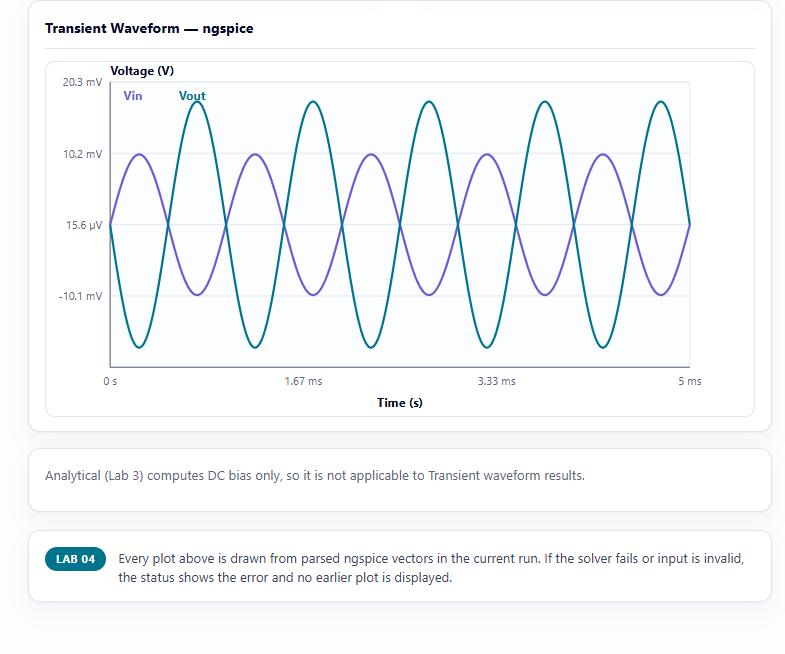 Transient Waveform — ngspice
Voltage (V)
20.3 mV
Vin
Vout
10.2 mV
15.6 µV
-10.1 mV
0 s
1.67 ms
3.33 ms
5 ms
Time (s)
Analytical (Lab 3) computes DC bias only, so it is not applicable to Transient waveform results.
LAB 04
Every plot above is drawn from parsed ngspice vectors in the current run. If the solver fails or input is invalid,
the status shows the error and no earlier plot is displayed.